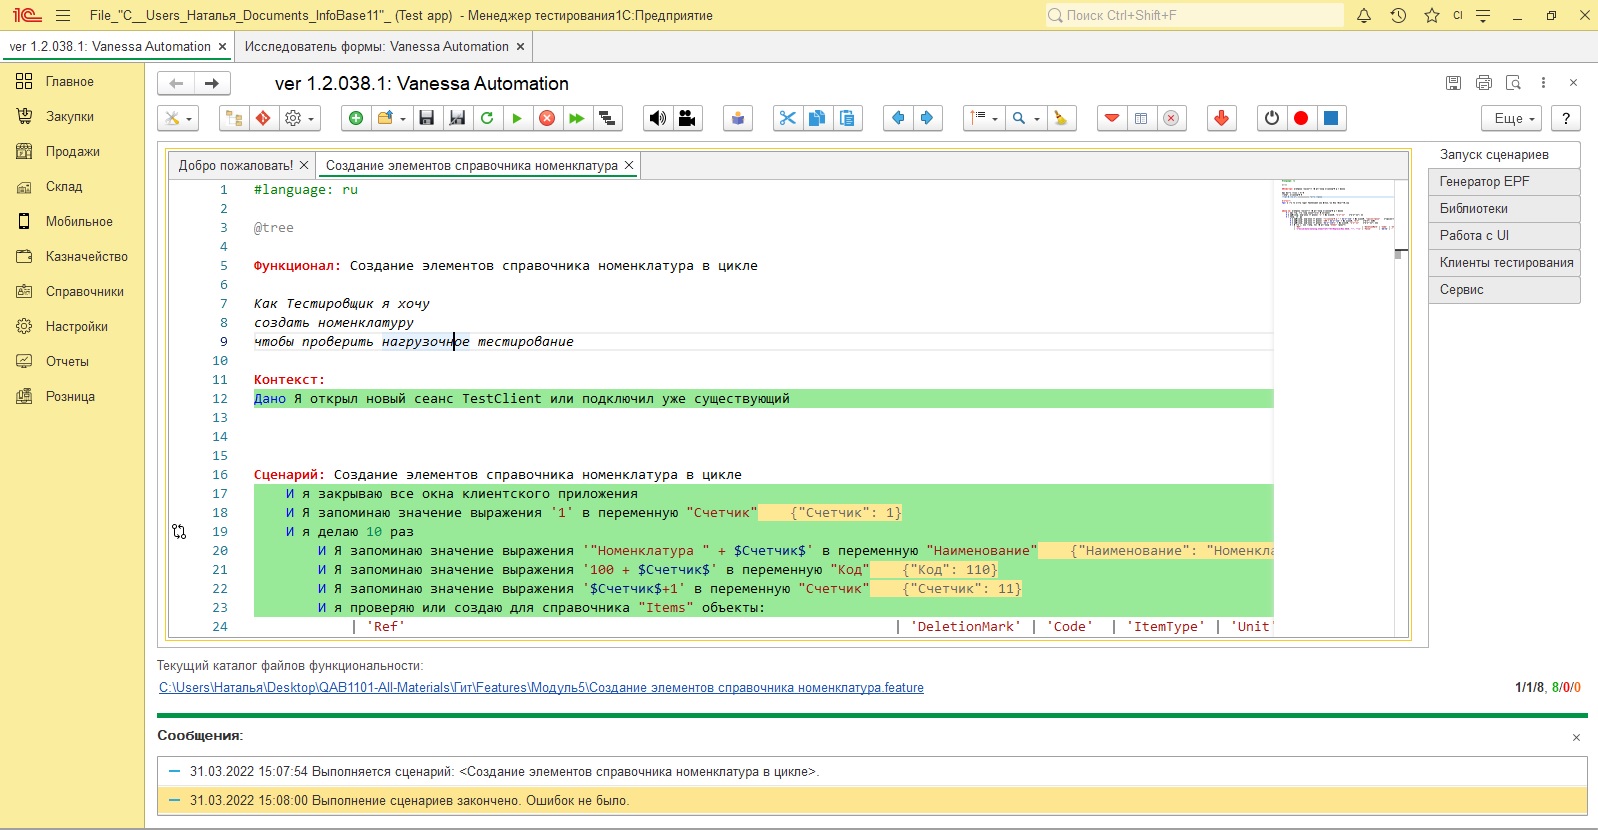 1С File_"C__Users_Наталья_Documents_InfoBase11"_ (Test app) - Менеджер тестирования1С:Предприятие Поиск Ctrl+Shift+F CI
ver 1.2.038.1: Vanessa Automation × Исследователь формы: Vanessa Automation ×
Главное
Закупки
Продажи
Склад
Мобильное
Казначейство
Справочники
Настройки
Отчеты
Розница
ver 1.2.038.1: Vanessa Automation
Еще ?
Добро пожаловать! × Создание элементов справочника номенклатура ×
1 #language: ru
2
3 @tree
4
5 Функционал: Создание элементов справочника номенклатура в цикле
6
7 Как Тестировщик я хочу
8 создать номенклатуру
9 чтобы проверить нагрузочное тестирование
10
11 Контекст:
12 Дано Я открыл новый сеанс TestClient или подключил уже существующий
13
14
15
16 Сценарий: Создание элементов справочника номенклатура в цикле
17 И я закрываю все окна клиентского приложения
18 И Я запоминаю значение выражения '1' в переменную "Счетчик" {"Счетчик": 1}
19 И я делаю 10 раз
20 И Я запоминаю значение выражения '"Номенклатура " + $Счетчик$' в переменную "Наименование" {"Наименование": "Номенкла
21 И Я запоминаю значение выражения '100 + $Счетчик$' в переменную "Код" {"Код": 110}
22 И Я запоминаю значение выражения '$Счетчик$+1' в переменную "Счетчик" {"Счетчик": 11}
23 И я проверяю или создаю для справочника "Items" объекты:
24 | 'Ref' | 'DeletionMark' | 'Code' | 'ItemType' | 'Unit'
Запуск сценариев
Генератор EPF
Библиотеки
Работа с UI
Клиенты тестирования
Сервис
Текущий каталог файлов функциональности:
C:\Users\Наталья\Desktop\QAB1101-All-Materials\Гит\Features\Модуль5\Создание элементов справочника номенклатура.feature 1/1/8, 8/0/0
Сообщения:
31.03.2022 15:07:54 Выполняется сценарий: <Создание элементов справочника номенклатура в цикле>.
31.03.2022 15:08:00 Выполнение сценариев закончено. Ошибок не было.